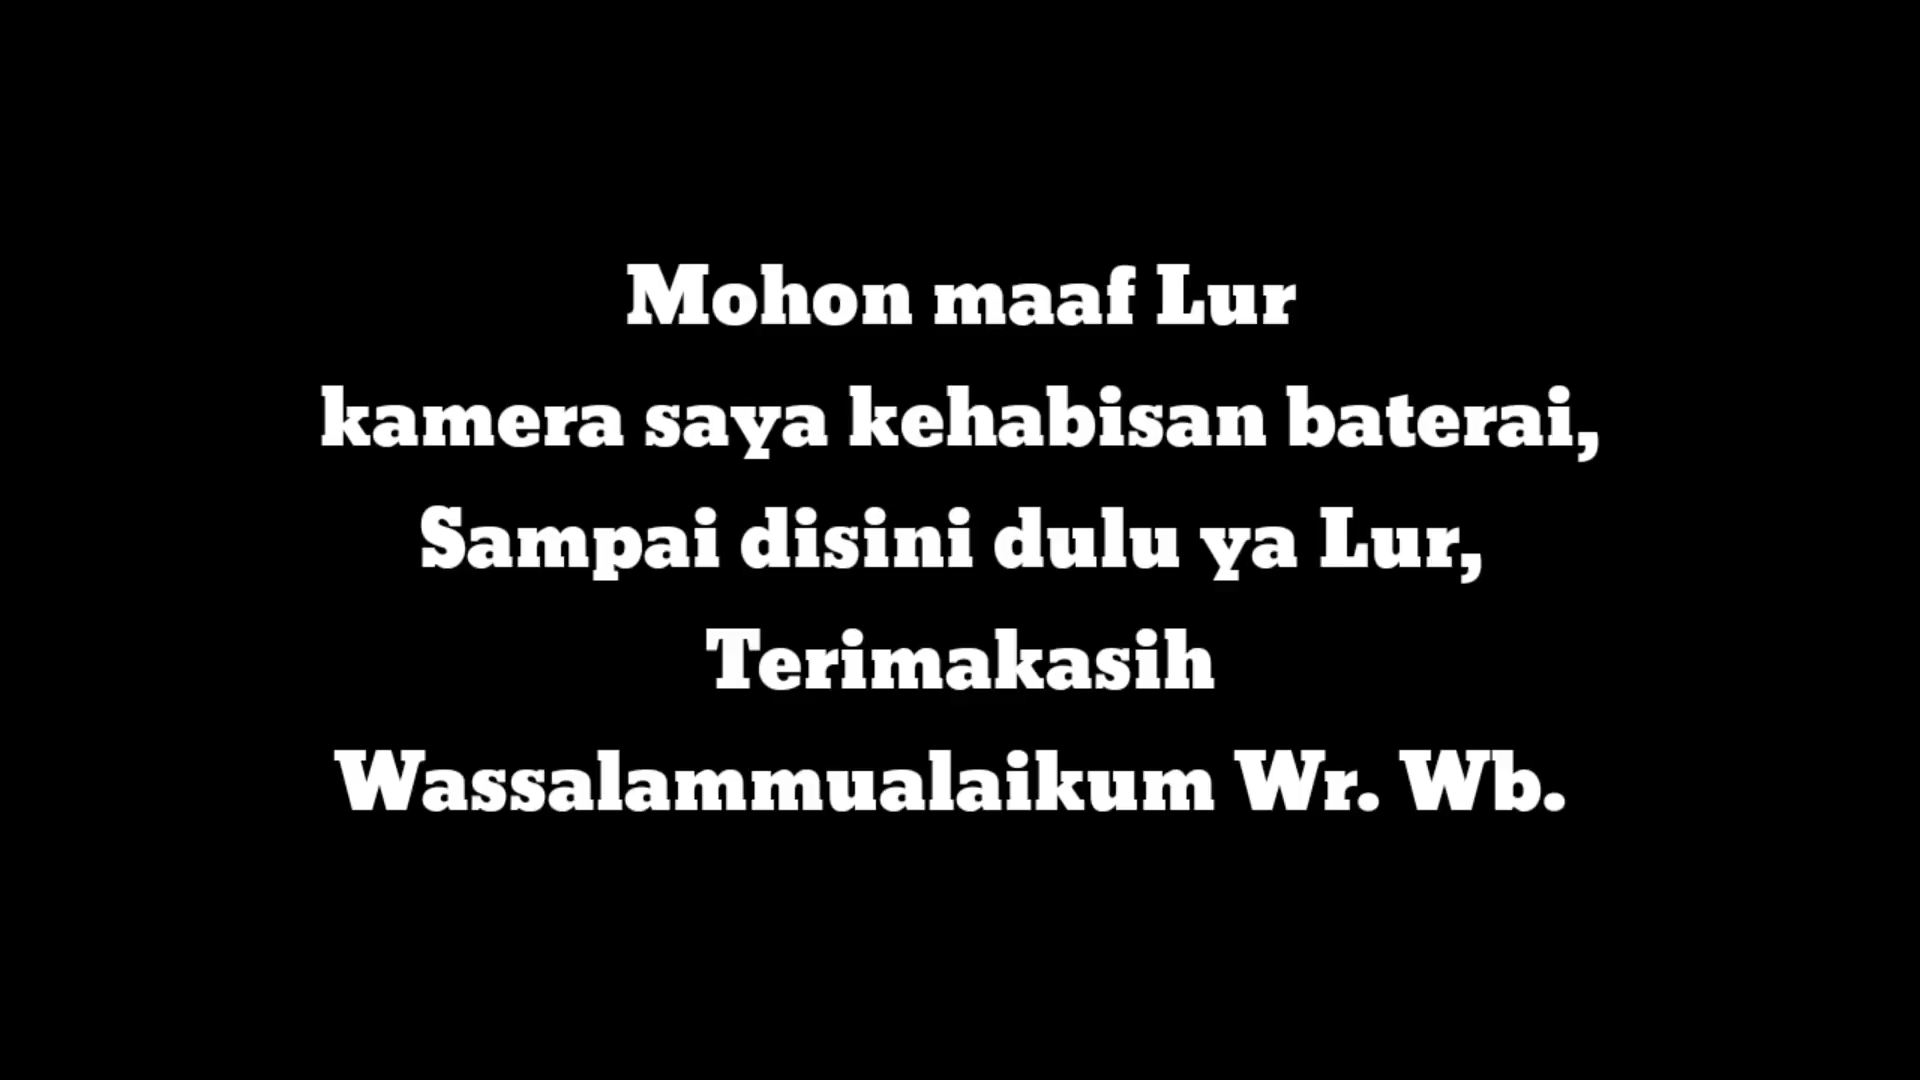 Mohon maaf Lur
kamera saya kehabisan baterai,
Sampai disini dulu ya Lur,
Terimakasih
Wassalammualaikum Wr. Wb.